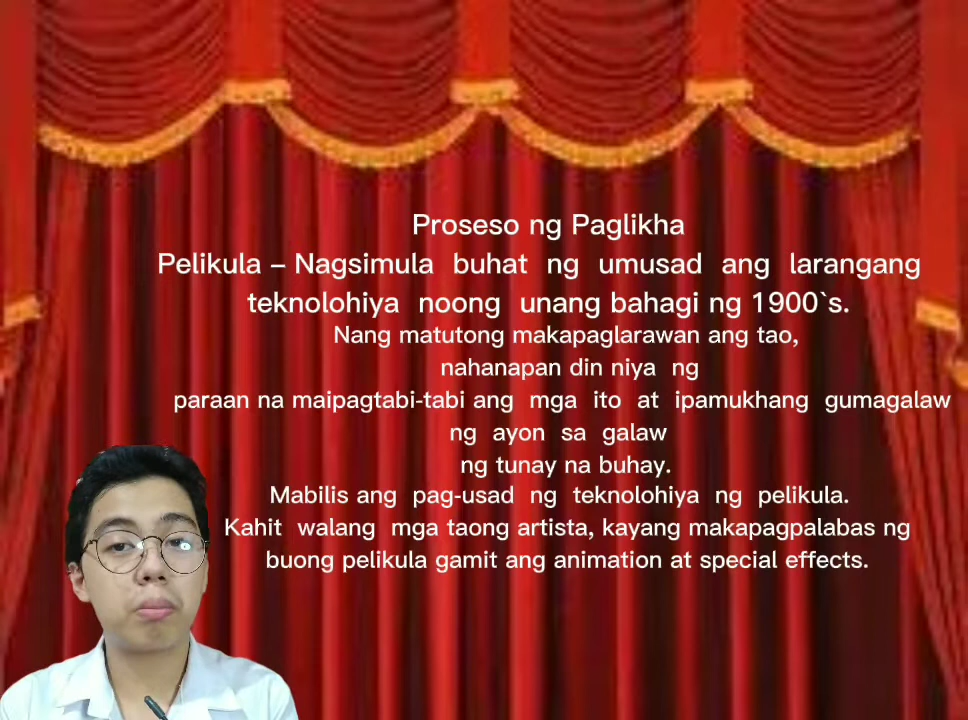 Proseso ng Paglikha
Pelikula – Nagsimula buhat ng umusad ang larangang
teknolohiya noong unang bahagi ng 1900`s.
Nang matutong makapaglarawan ang tao,
nahanapan din niya ng
paraan na maipagtabi-tabi ang mga ito at ipamukhang gumagalaw
ng ayon sa galaw
ng tunay na buhay.
Mabilis ang pag-usad ng teknolohiya ng pelikula.
Kahit walang mga taong artista, kayang makapagpalabas ng
buong pelikula gamit ang animation at special effects.